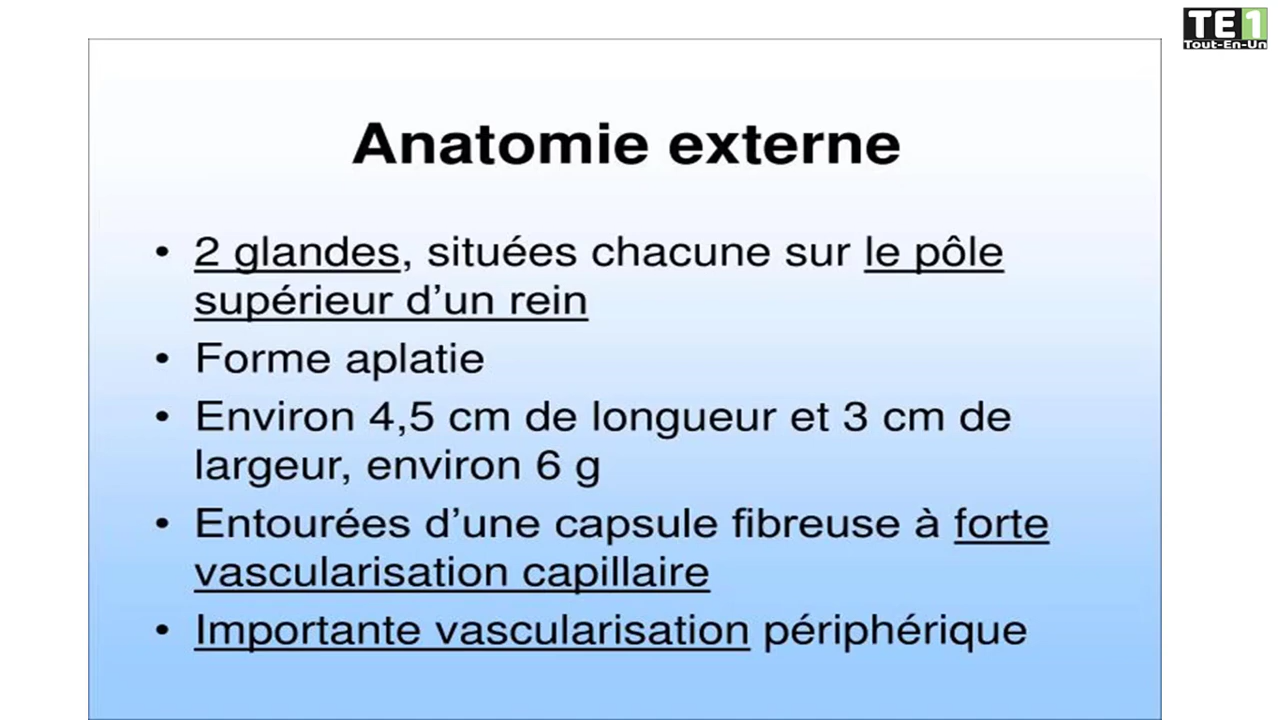 TE1
Tout-En-Un
Anatomie externe
• 2 glandes, situées chacune sur le pôle
supérieur d’un rein
• Forme aplatie
• Environ 4,5 cm de longueur et 3 cm de
largeur, environ 6 g
• Entourées d’une capsule fibreuse à forte
vascularisation capillaire
• Importante vascularisation périphérique